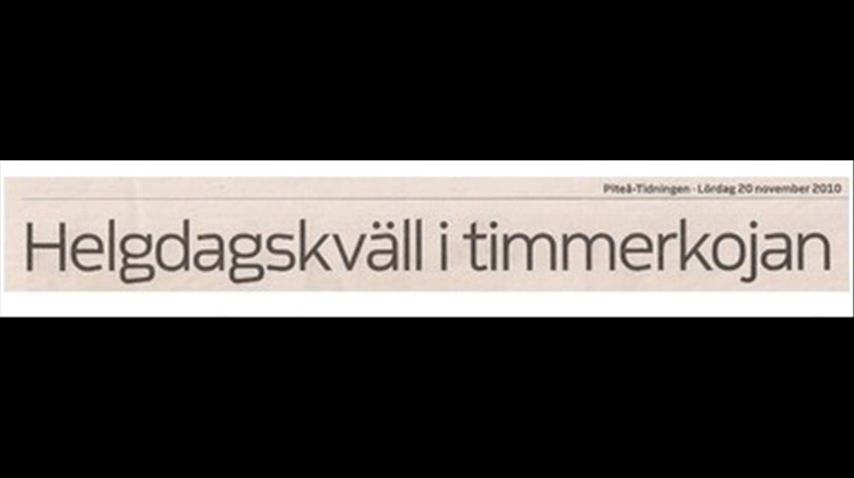 Piteå-Tidningen · Lördag 20 november 2010
Helgdagskväll i timmerkojan